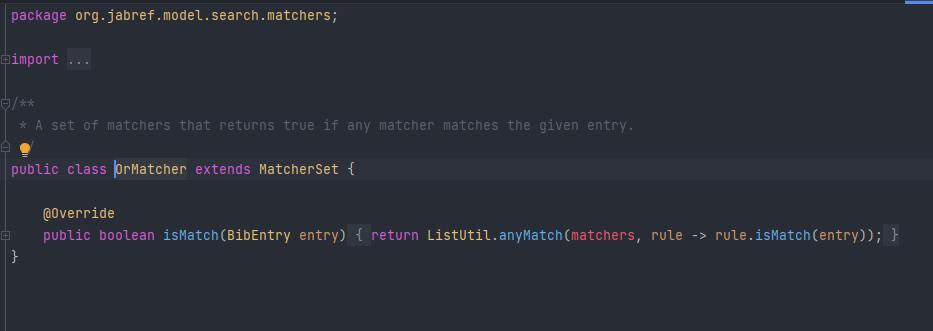 package org.jabref.model.search.matchers;
import ...
/**
* A set of matchers that returns true if any matcher matches the given entry.
/
public class OrMatcher extends MatcherSet {
@Override
public boolean isMatch(BibEntry entry) { return ListUtil.anyMatch(matchers, rule -> rule.isMatch(entry)); }
}